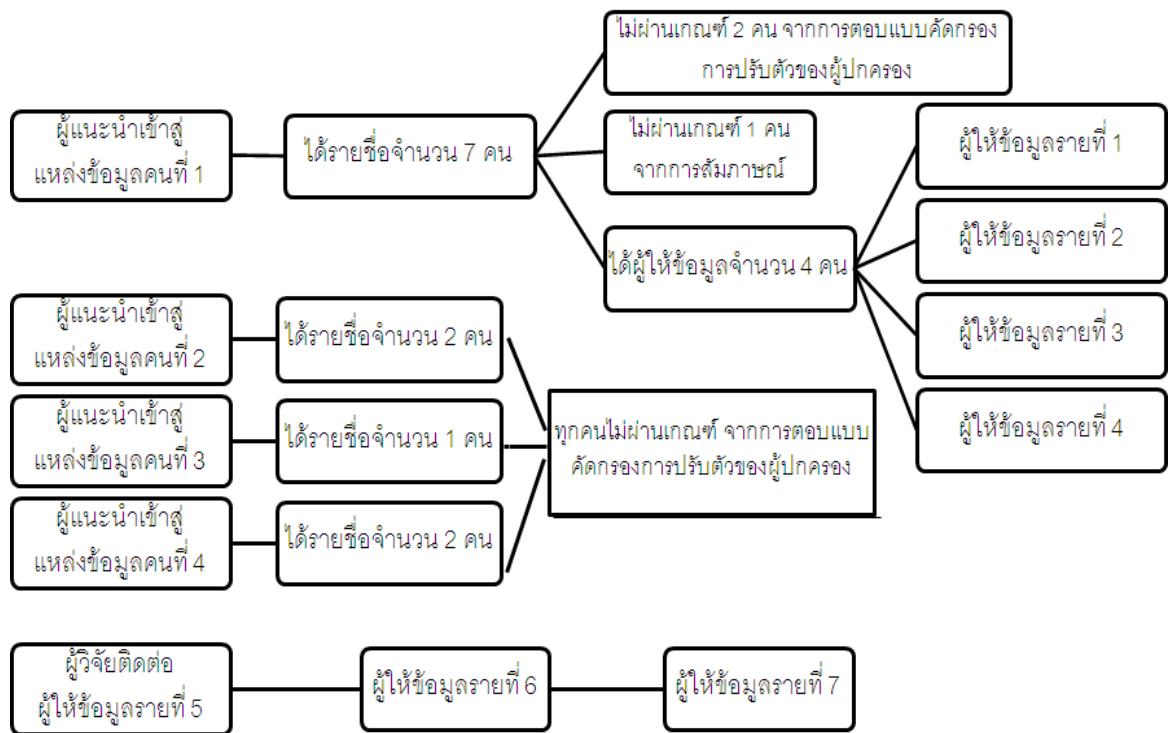 ไม่ผ่านเกณฑ์ 2 คน จากการตอบแบบคัดกรอง
การปรับตัวของผู้ปกครอง
ผู้แนะนำเข้าสู่
แหล่งข้อมูลคนที่ 1
ได้รายชื่อจำนวน 7 คน
ไม่ผ่านเกณฑ์ 1 คน
จากการสัมภาษณ์
ได้ผู้ให้ข้อมูลจำนวน 4 คน
ผู้ให้ข้อมูลรายที่ 1
ผู้ให้ข้อมูลรายที่ 2
ผู้ให้ข้อมูลรายที่ 3
ผู้ให้ข้อมูลรายที่ 4
ผู้แนะนำเข้าสู่
แหล่งข้อมูลคนที่ 2
ได้รายชื่อจำนวน 2 คน
ผู้แนะนำเข้าสู่
แหล่งข้อมูลคนที่ 3
ได้รายชื่อจำนวน 1 คน
ผู้แนะนำเข้าสู่
แหล่งข้อมูลคนที่ 4
ได้รายชื่อจำนวน 2 คน
ทุกคนไม่ผ่านเกณฑ์ จากการตอบแบบ
คัดกรองการปรับตัวของผู้ปกครอง
ผู้วิจัยติดต่อ
ผู้ให้ข้อมูลรายที่ 5
ผู้ให้ข้อมูลรายที่ 6
ผู้ให้ข้อมูลรายที่ 7